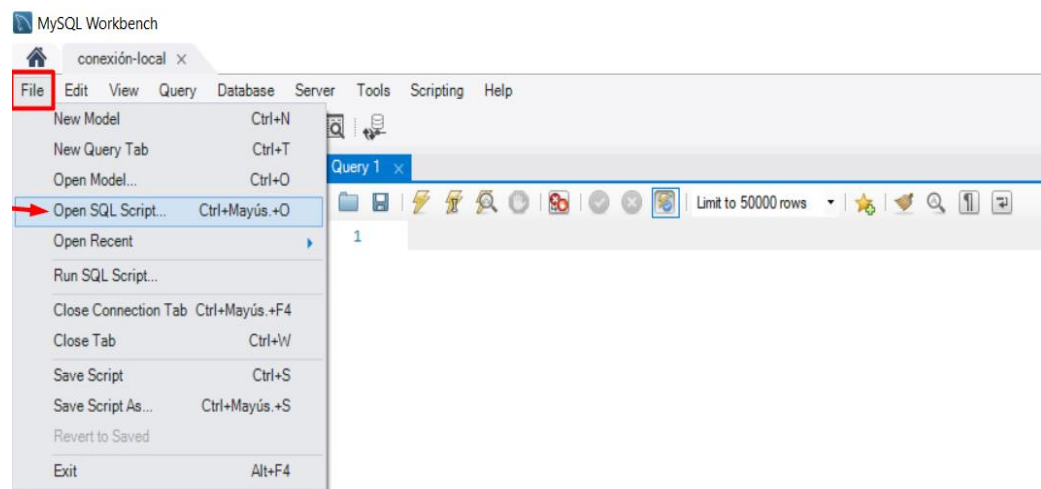 MySQL Workbench
conexión-local
File Edit View Query Database Server Tools Scripting Help
New Model Ctrl+N
New Query Tab Ctrl+T
Query 1
Open Model... Ctrl+O
Open SQL Script... Ctrl+Mayús.+O
Limit to 50000 rows
Open Recent
1
Run SQL Script...
Close Connection Tab Ctrl+Mayús.+F4
Close Tab Ctrl+W
Save Script Ctrl+S
Save Script As... Ctrl+Mayús.+S
Revert to Saved
Exit Alt+F4